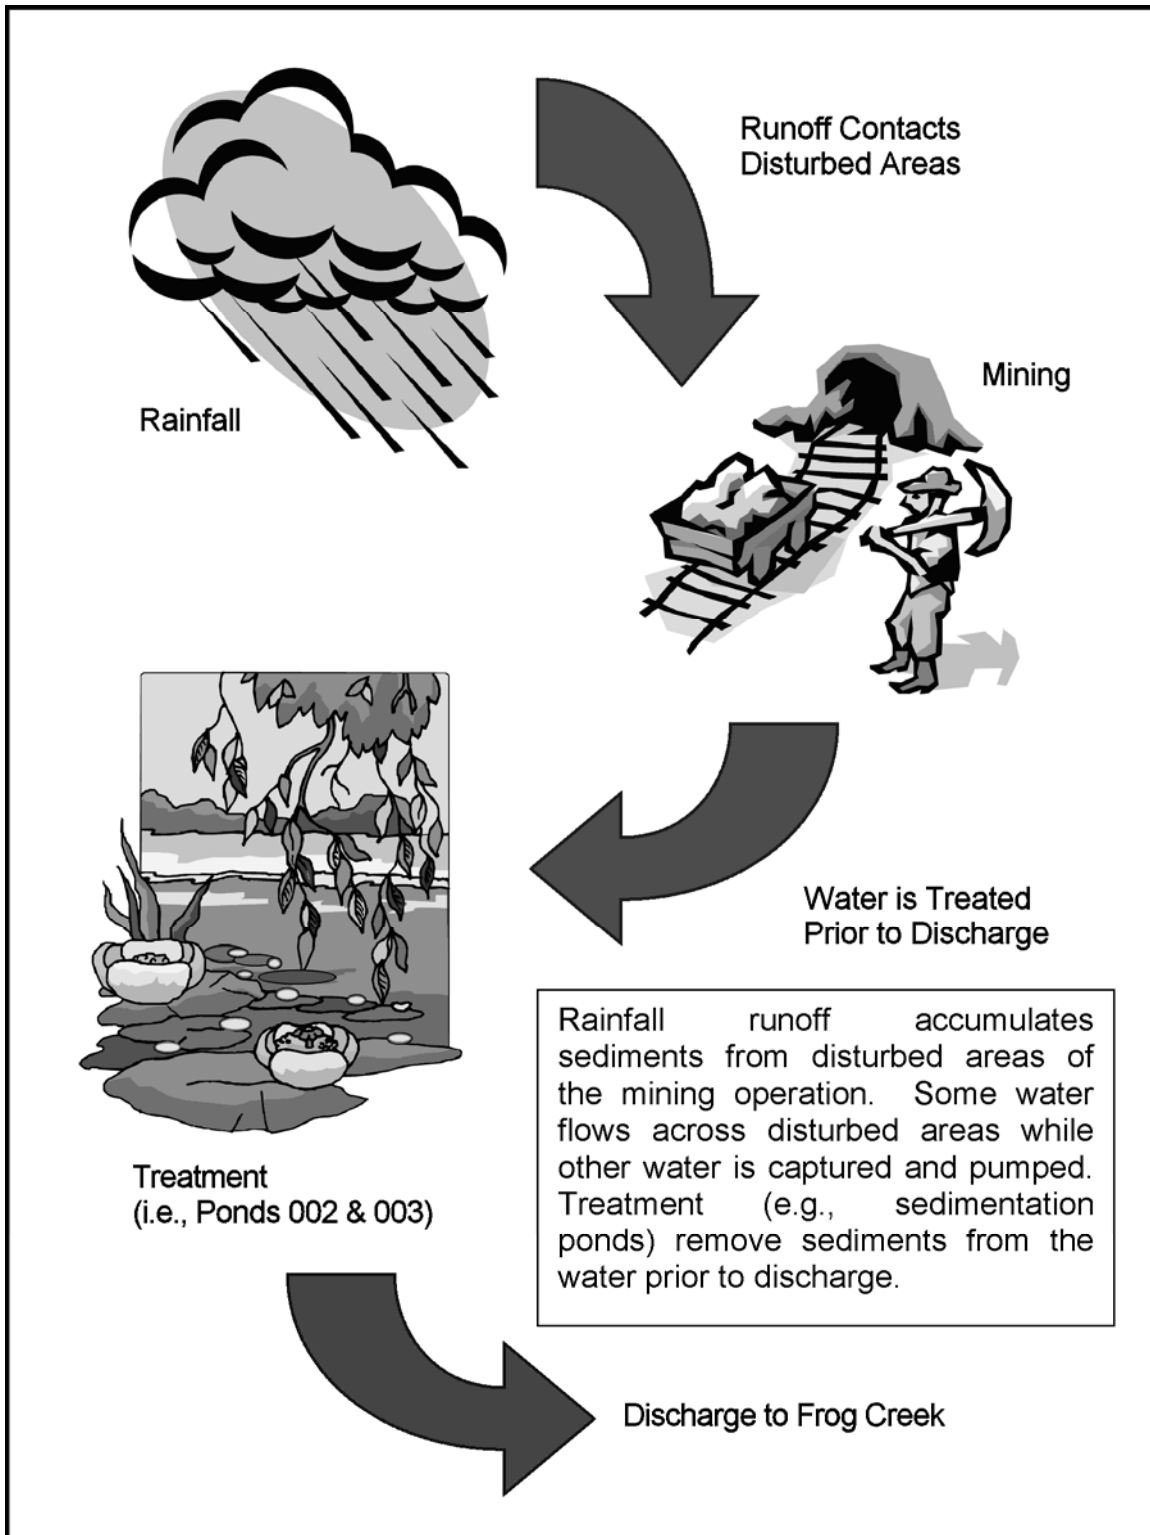 Runoff Contacts
Disturbed Areas
Rainfall
Mining
Water is Treated
Prior to Discharge
Rainfall runoff accumulates
sediments from disturbed areas of
the mining operation. Some water
flows across disturbed areas while
other water is captured and pumped.
Treatment (e.g., sedimentation
ponds) remove sediments from the
water prior to discharge.
Treatment
(i.e., Ponds 002 & 003)
Discharge to Frog Creek